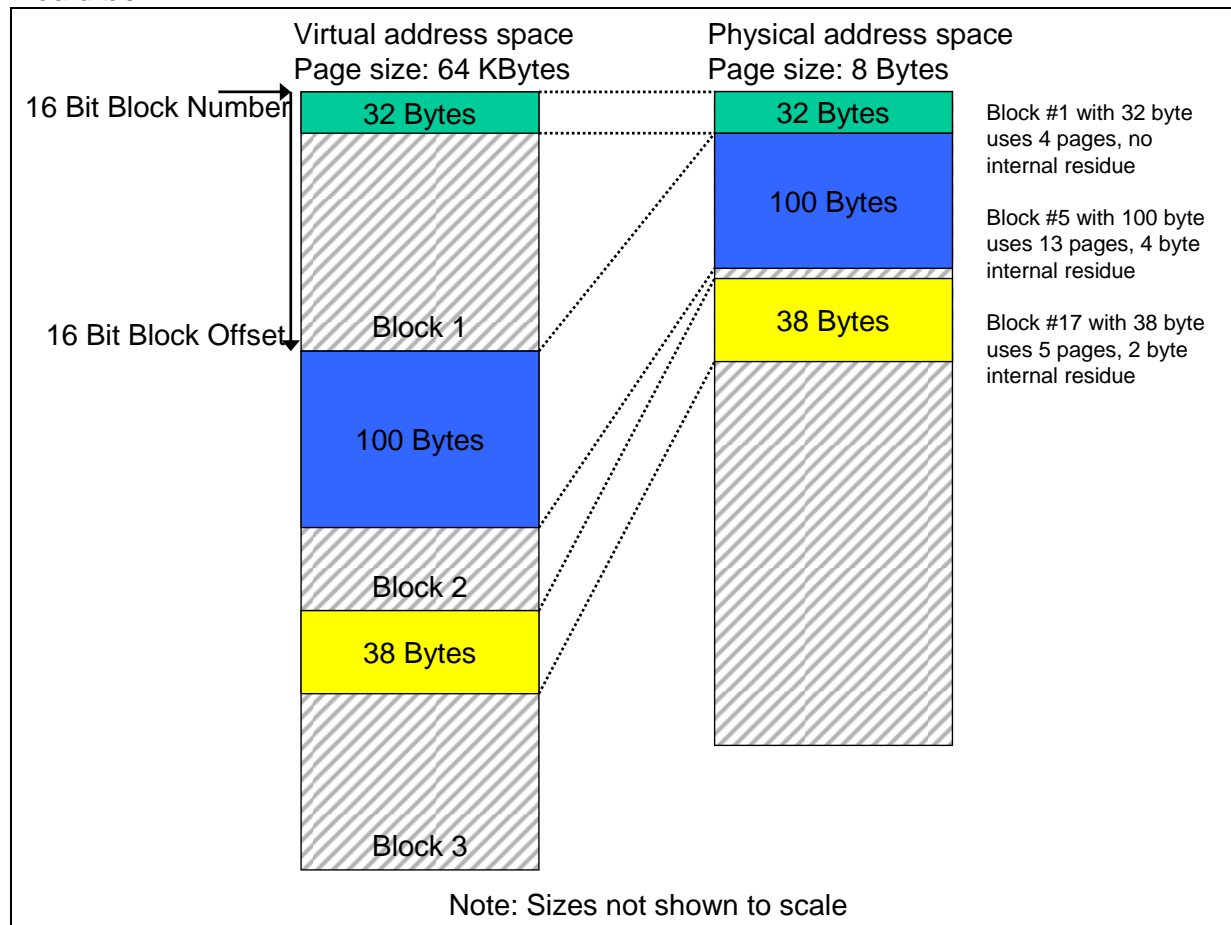 Virtual address space
Page size: 64 KBytes
Physical address space
Page size: 8 Bytes
16 Bit Block Number
32 Bytes
32 Bytes
Block #1 with 32 byte
uses 4 pages, no
internal residue
100 Bytes
Block #5 with 100 byte
uses 13 pages, 4 byte
internal residue
Block 1
16 Bit Block Offset
38 Bytes
Block #17 with 38 byte
uses 5 pages, 2 byte
internal residue
100 Bytes
Block 2
38 Bytes
Block 3
Note: Sizes not shown to scale